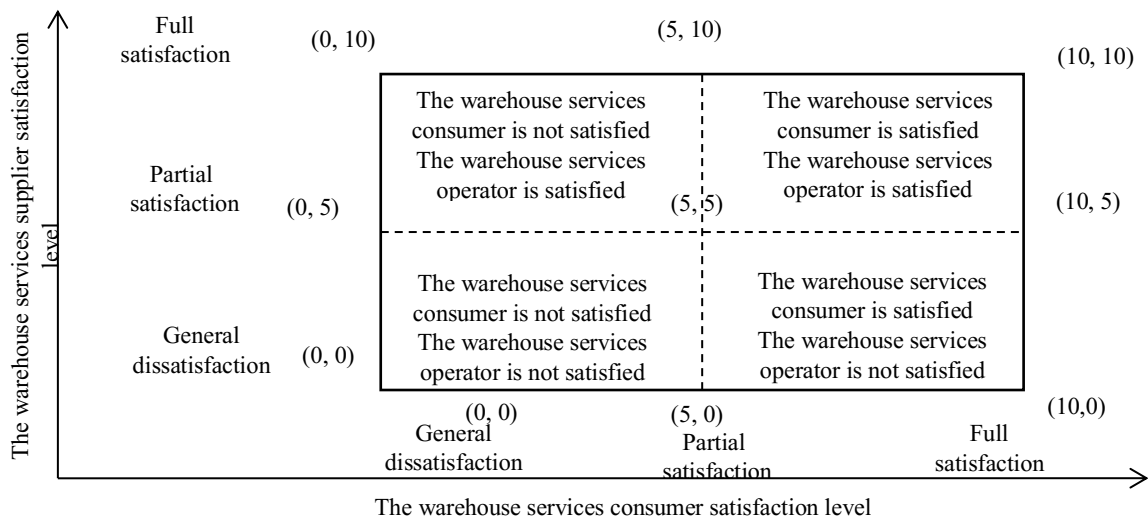 The warehouse services supplier satisfaction
level
Full
satisfaction
(0, 10)
(5, 10)
(10, 10)
The warehouse services
consumer is not satisfied
The warehouse services
operator is satisfied
The warehouse services
consumer is satisfied
The warehouse services
operator is satisfied
Partial
satisfaction
(0, 5)
(5, 5)
(10, 5)
The warehouse services
consumer is not satisfied
The warehouse services
operator is not satisfied
The warehouse services
consumer is satisfied
The warehouse services
operator is not satisfied
General
dissatisfaction
(0, 0)
(0, 0)
(5, 0)
(10,0)
General
dissatisfaction
Partial
satisfaction
Full
satisfaction
The warehouse services consumer satisfaction level